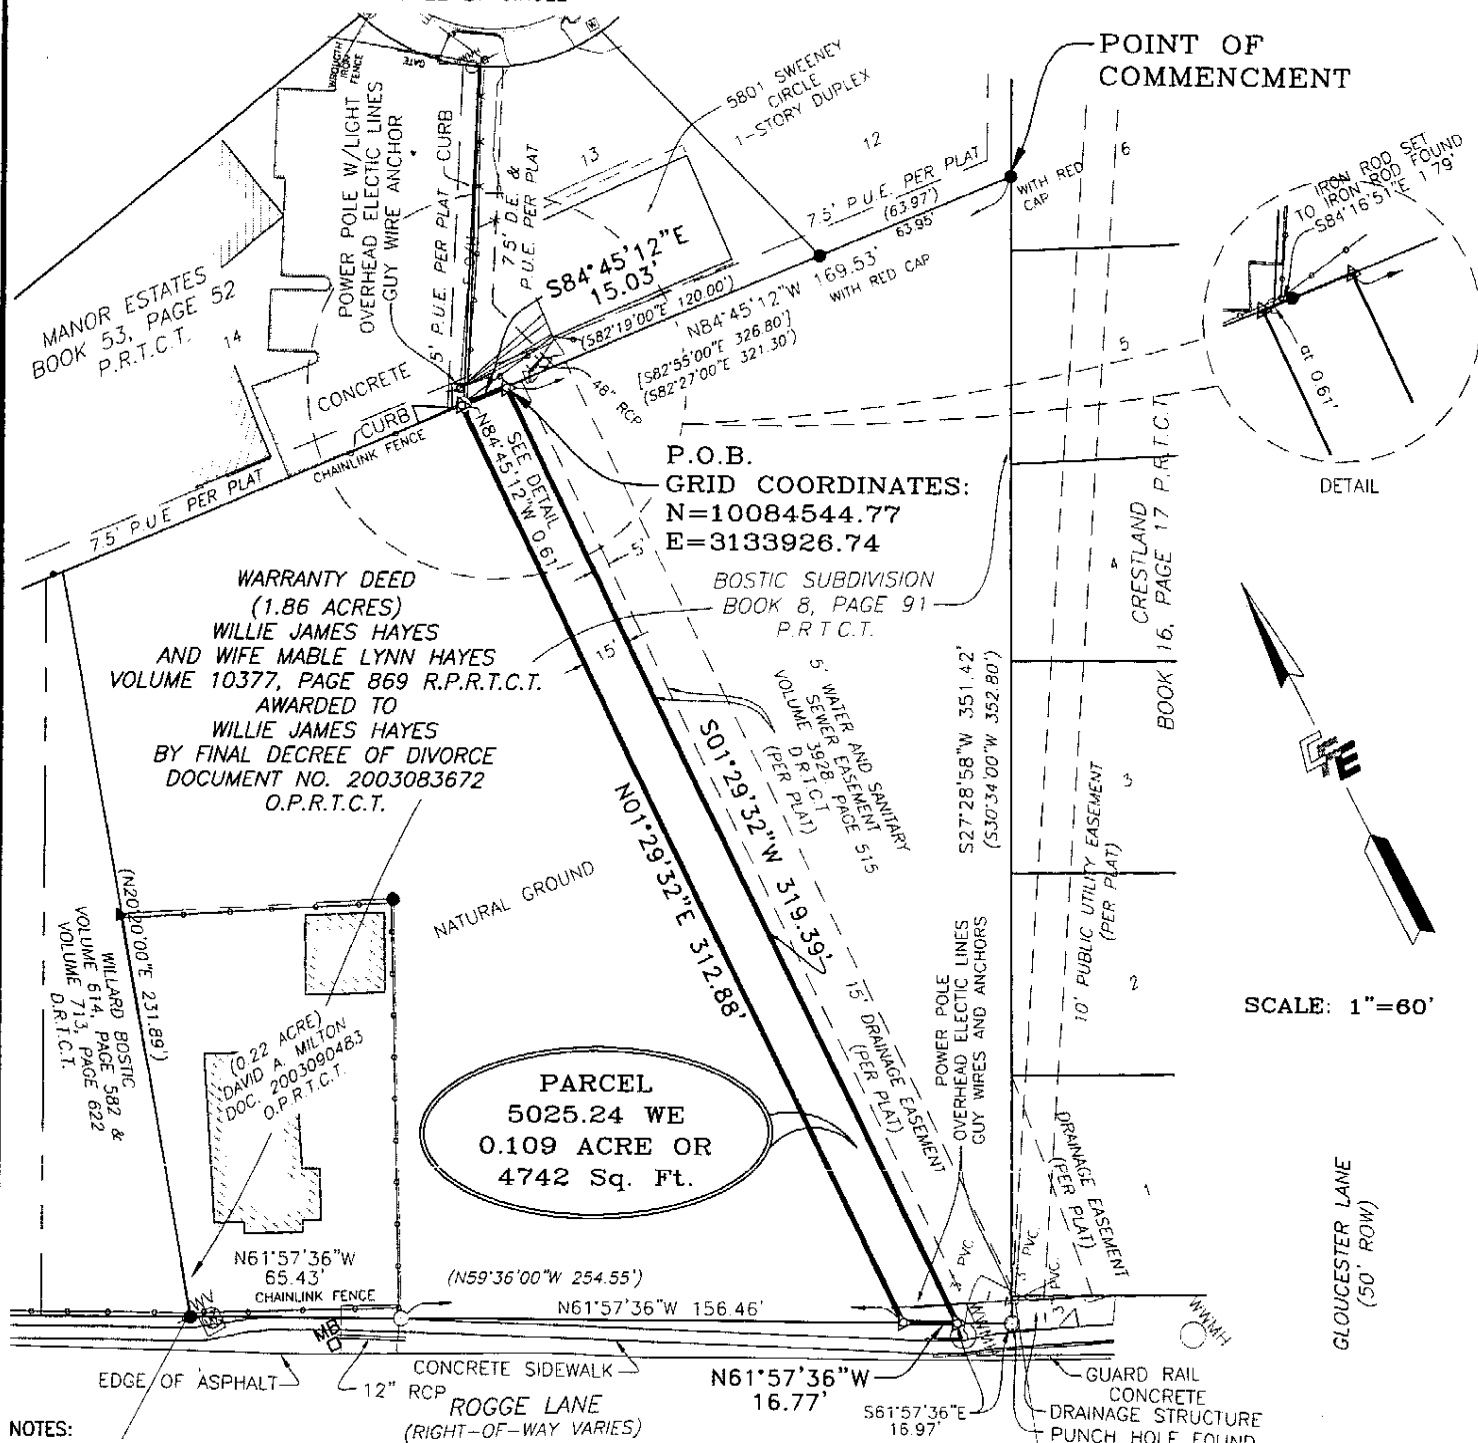 POINT OF
COMMENCMENT
WROUGTH
IRON
FENCE
GATE
POWER POLE W/LIGHT
OVERHEAD ELECTRIC LINES
GUY WIRE ANCHOR
5' P.U.E. PER PLAT
CURB
7.5' D.E. &
P.U.E. PER PLAT
13
5801 SWEENEY
CIRCLE
1-STORY DUPLEX
12
7.5' P.U.E. PER PLAT
(63.97')
63.95'
WITH RED
CAP
6
IRON ROD SET
TO IRON ROD FOUND
S84°16'51"E 1.79'
at 0.61'
DETAIL
MANOR ESTATES
BOOK 53, PAGE 52
P.R.T.C.T.
14
S84°45'12"E
15.03'
(S82°19'00"E 120.00')
N84°45'12"W 169.53'
WITH RED CAP
[S82°55'00"E 326.80']
(S82°27'00"E 321.30')
5
CONCRETE
CURB
CHAINLINK FENCE
7.5' P.U.E PER PLAT
48" RCP
SEE DETAIL
N84°45'12"W 0.61'
P.O.B.
GRID COORDINATES:
N=10084544.77
E=3133926.74
5'
15'
BOSTIC SUBDIVISION
BOOK 8, PAGE 91
P.R.T.C.T.
CRESTLAND
BOOK 16, PAGE 17 P.R.T.C.T.
4
WARRANTY DEED
(1.86 ACRES)
WILLIE JAMES HAYES
AND WIFE MABLE LYNN HAYES
VOLUME 10377, PAGE 869 R.P.R.T.C.T.
AWARDED TO
WILLIE JAMES HAYES
BY FINAL DECREE OF DIVORCE
DOCUMENT NO. 2003083672
O.P.R.T.C.T.
5' WATER AND SANITARY
SEWER EASEMENT
VOLUME 3928, PAGE 515
D.R.T.C.T
(PER PLAT)
S27°28'58"W 351.42'
(S30°34'00"W 352.80')
3
10' PUBLIC UTILITY EASEMENT
(PER PLAT)
S01°29'32"W 319.39'
N01°29'32"E 312.88'
NATURAL GROUND
(N20°20'00"E 231.89')
WILLARD BOSTIC
VOLUME 614, PAGE 582 &
VOLUME 713, PAGE 622
D.R.T.C.T.
(0.22 ACRE)
DAVID A. MILTON
DOC. 2003090483
O.P.R.T.C.T.
2
SCALE: 1"=60'
PARCEL
5025.24 WE
0.109 ACRE OR
4742 Sq. Ft.
15' DRAINAGE EASEMENT
(PER PLAT)
POWER POLE
OVERHEAD ELECTRIC LINES
GUY WIRES AND ANCHORS
DRAINAGE EASEMENT
(PER PLAT)
1
PVC
PVC
PVC
GLOUCESTER LANE
(50' ROW)
N61°57'36"W
65.43'
CHAINLINK FENCE
(N59°36'00"W 254.55')
N61°57'36"W 156.46'
WV
MB
WWMH
EDGE OF ASPHALT
12" RCP
CONCRETE SIDEWALK
ROGGE LANE
(RIGHT-OF-WAY VARIES)
N61°57'36"W
16.77'
S61°57'36"E
16.97'
GUARD RAIL
CONCRETE
DRAINAGE STRUCTURE
PUNCH HOLE FOUND
NOTES: